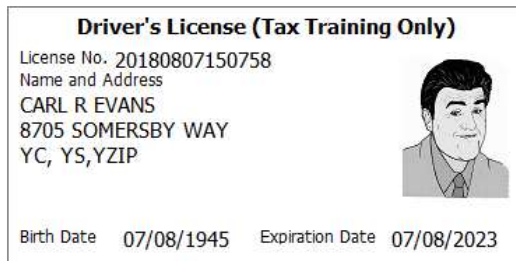 Driver's License (Tax Training Only)
License No. 20180807150758
Name and Address
CARL R EVANS
8705 SOMERSBY WAY
YC, YS,YZIP
Birth Date 07/08/1945 Expiration Date 07/08/2023